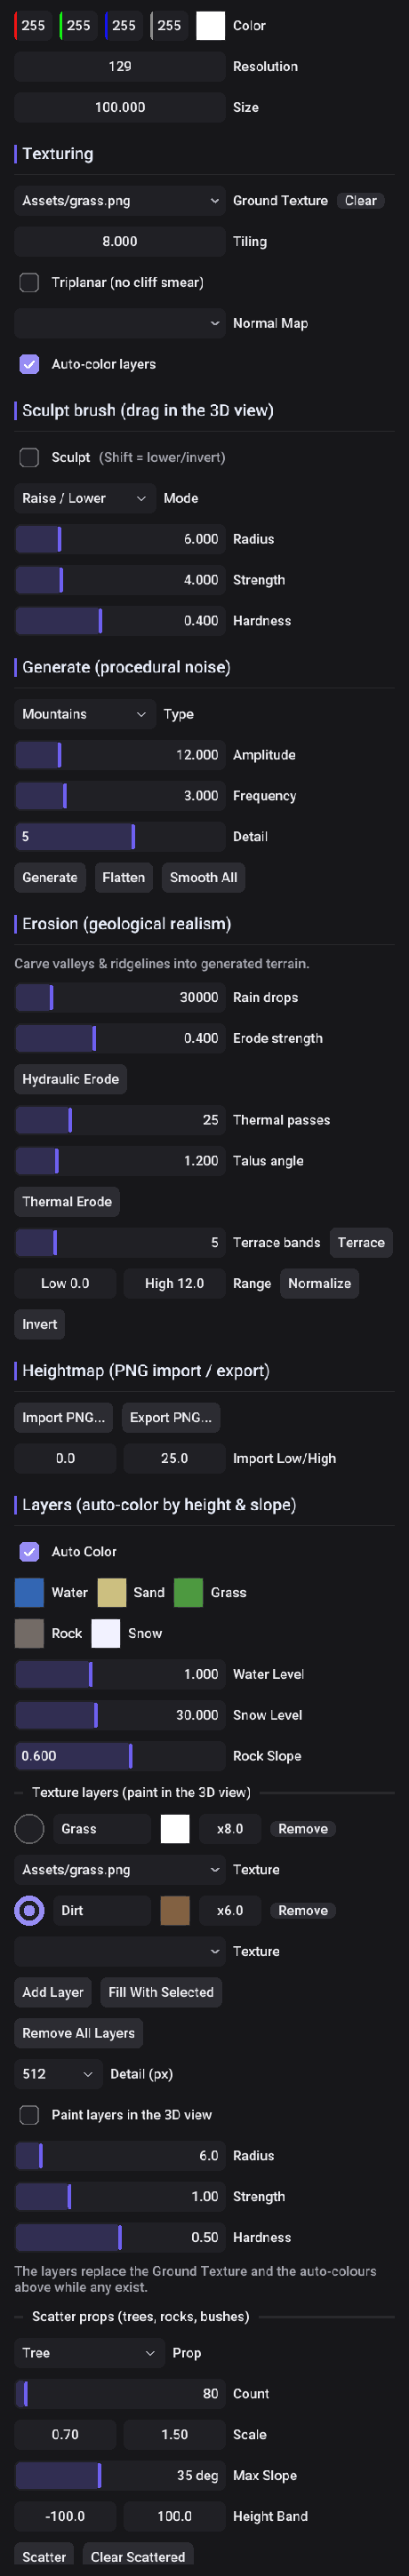 255 255 255 255 Color
129 Resolution
100.000 Size
Texturing
Assets/grass.png Ground Texture Clear
8.000 Tiling
Triplanar (no cliff smear)
Normal Map
Auto-color layers
Sculpt brush (drag in the 3D view)
Sculpt (Shift = lower/invert)
Raise / Lower Mode
6.000 Radius
4.000 Strength
0.400 Hardness
Generate (procedural noise)
Mountains Type
12.000 Amplitude
3.000 Frequency
5 Detail
Generate Flatten Smooth All
Erosion (geological realism)
Carve valleys & ridgelines into generated terrain.
30000 Rain drops
0.400 Erode strength
Hydraulic Erode
25 Thermal passes
1.200 Talus angle
Thermal Erode
5 Terrace bands Terrace
Low 0.0 High 12.0 Range Normalize
Invert
Heightmap (PNG import / export)
Import PNG... Export PNG...
0.0 25.0 Import Low/High
Layers (auto-color by height & slope)
Auto Color
Water Sand Grass
Rock Snow
1.000 Water Level
30.000 Snow Level
0.600 Rock Slope
Texture layers (paint in the 3D view)
Grass x8.0 Remove
Assets/grass.png Texture
Dirt x6.0 Remove
Texture
Add Layer Fill With Selected
Remove All Layers
512 Detail (px)
Paint layers in the 3D view
6.0 Radius
1.00 Strength
0.50 Hardness
The layers replace the Ground Texture and the auto-colours
above while any exist.
Scatter props (trees, rocks, bushes)
Tree Prop
80 Count
0.70 1.50 Scale
35 deg Max Slope
-100.0 100.0 Height Band
Scatter Clear Scattered